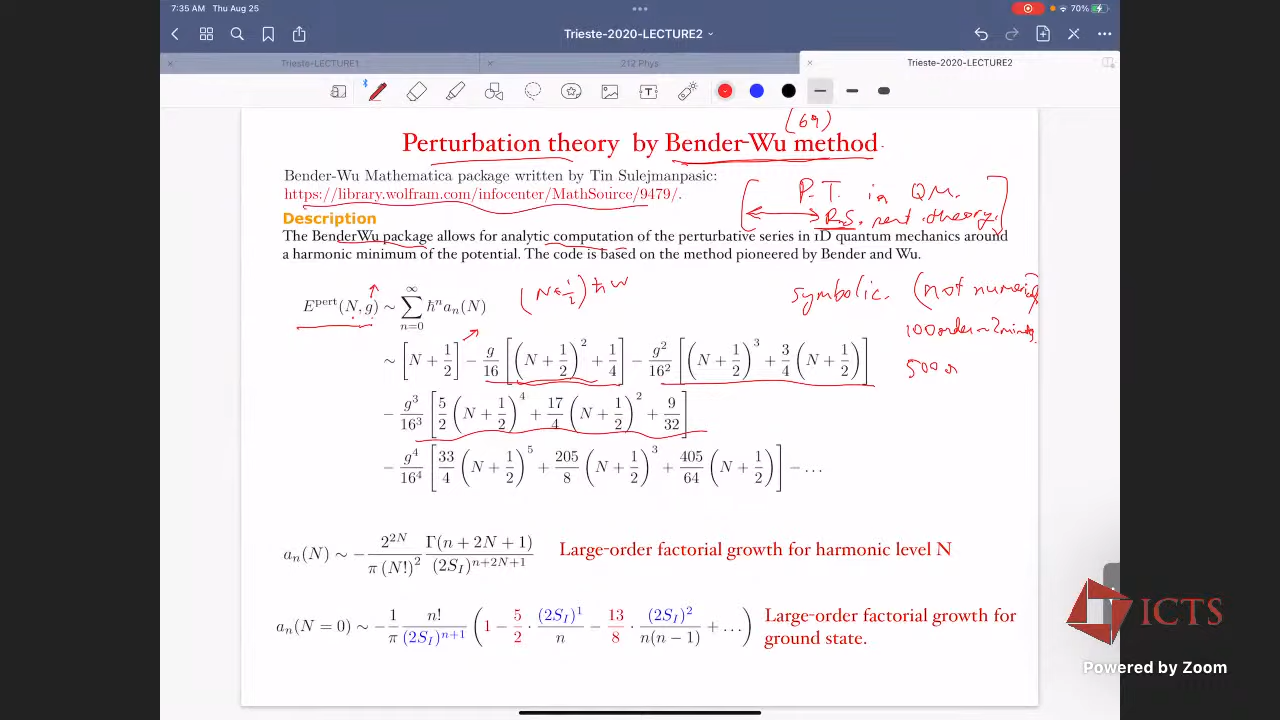 7:35 AM Thu Aug 25
70%
Trieste-2020-LECTURE2
Trieste-LECTURE1
212 Phys
Trieste-2020-LECTURE2
(69)
Perturbation theory by Bender-Wu method
Bender-Wu Mathematica package written by Tin Sulejmanpasic:
https://library.wolfram.com/infocenter/MathSource/9479/.
P.T. in QM.
R.S. pert. theory.
Description
The BenderWu package allows for analytic computation of the perturbative series in 1D quantum mechanics around
a harmonic minimum of the potential. The code is based on the method pioneered by Bender and Wu.
E^pert(N, g) ∼ ∑_{n=0}^{∞} ℏ^n a_n(N)
(N+1/2) ħω
symbolic. (not numeric
100 order ~ 2 minutes
∼ [N + 1/2] − g/16 [(N + 1/2)^2 + 1/4] − g^2/16^2 [(N + 1/2)^3 + 3/4 (N + 1/2)]
500
− g^3/16^3 [5/2 (N + 1/2)^4 + 17/4 (N + 1/2)^2 + 9/32]
− g^4/16^4 [33/4 (N + 1/2)^5 + 205/8 (N + 1/2)^3 + 405/64 (N + 1/2)] − ...
a_n(N) ∼ − 2^{2N}/(π (N!)^2) Γ(n + 2N + 1)/(2S_I)^{n+2N+1} Large-order factorial growth for harmonic level N
a_n(N = 0) ∼ − 1/π n!/(2S_I)^{n+1} (1 − 5/2 · (2S_I)^1/n − 13/8 · (2S_I)^2/(n(n − 1)) + ...) Large-order factorial growth for
ground state.
ICTS
Powered by Zoom